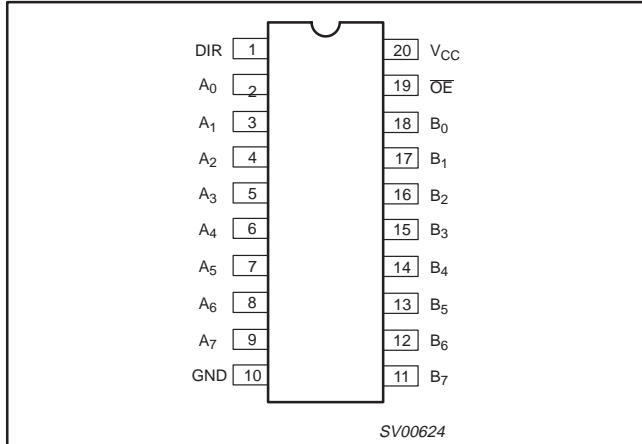 DIR 1 20 VCC
A0 2 19 OE
A1 3 18 B0
A2 4 17 B1
A3 5 16 B2
A4 6 15 B3
A5 7 14 B4
A6 8 13 B5
A7 9 12 B6
GND 10 11 B7
SV00624